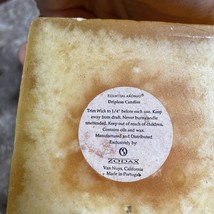 ESSENTIAL AROMAS®
Dripless Candles
Trim Wick to 1/4" before each use. Keep
away from draft. Never burn candle
unattended. Keep out of reach of children.
Contains oils and wax.
Manufactured and Distributed
Exclusively by:
ZODAX
Van Nuys, California
Made in Portugal